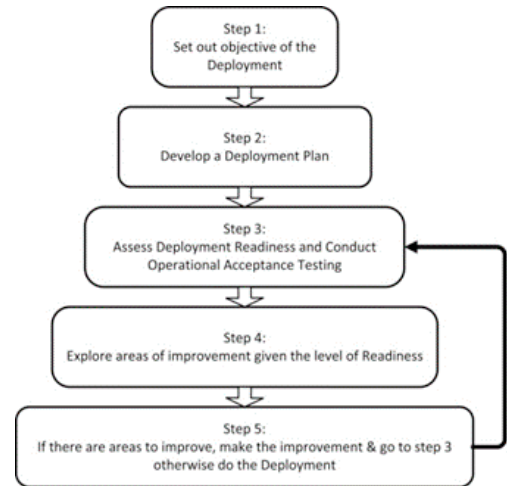 Step 1:
Set out objective of the
Deployment
Step 2:
Develop a Deployment Plan
Step 3:
Assess Deployment Readiness and Conduct
Operational Acceptance Testing
Step 4:
Explore areas of improvement given the level of Readiness
Step 5:
If there are areas to improve, make the improvement & go to step 3
otherwise do the Deployment